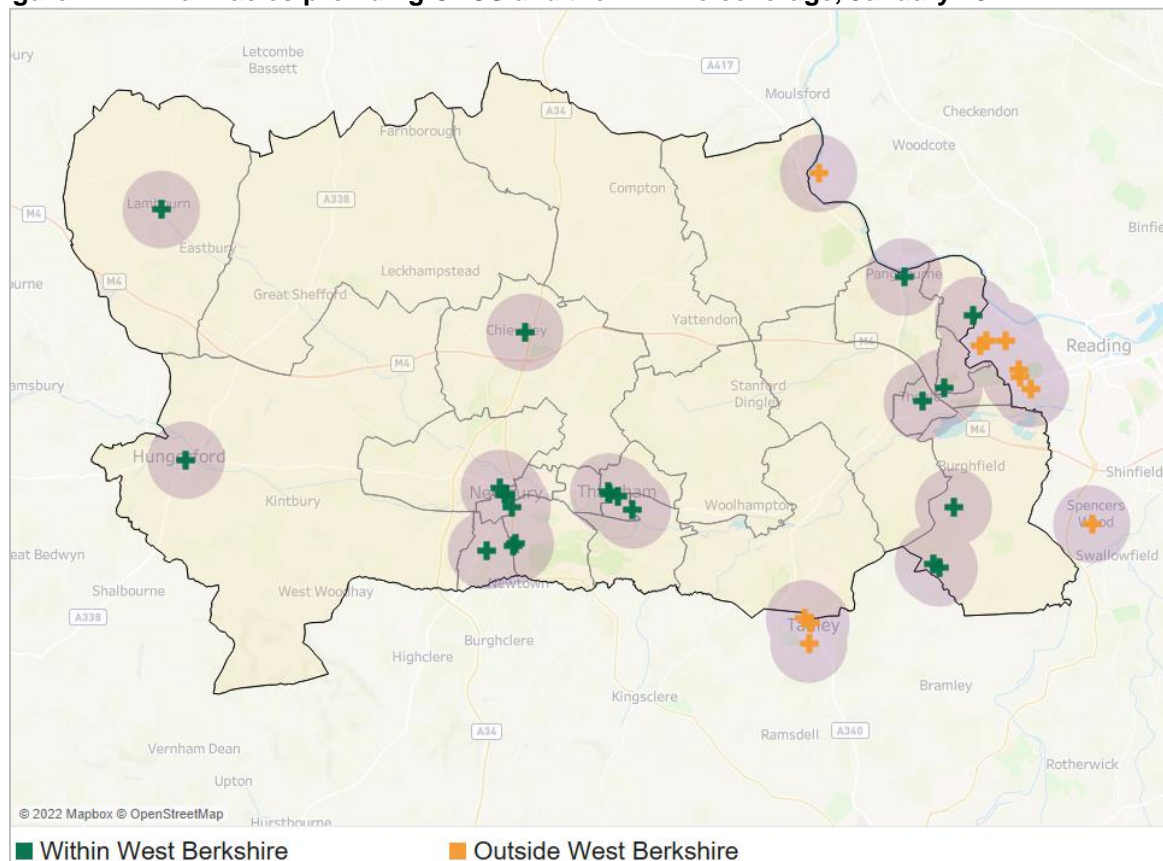 Letcombe
Bassett
A417
Moulsford
A34
Checkendon
Farnborough
Woodcote
Compton
A338
Lambourn
M4
Eastbury
Leckhampstead
Pangbourne
M4
Great Shefford
Chieveley
Yattendon
M4
Reading
M4
Stanford
Dingley
M4
Hungerford
Burghfield
Shinfield
Newbury
Thatcham
Kintbury
Woolhampton
Spencers
Wood
Swallowfield
Shalbourne
West Woodhay
Newtown
A338
Burghclere
Tadley
Highclere
Bramley
Kingsclere
A34
Ramsdell
A340
Vernham Dean
Rotherwick
Upton
© 2022 Mapbox © OpenStreetMap
Hurstbourne
Within West Berkshire
Outside West Berkshire